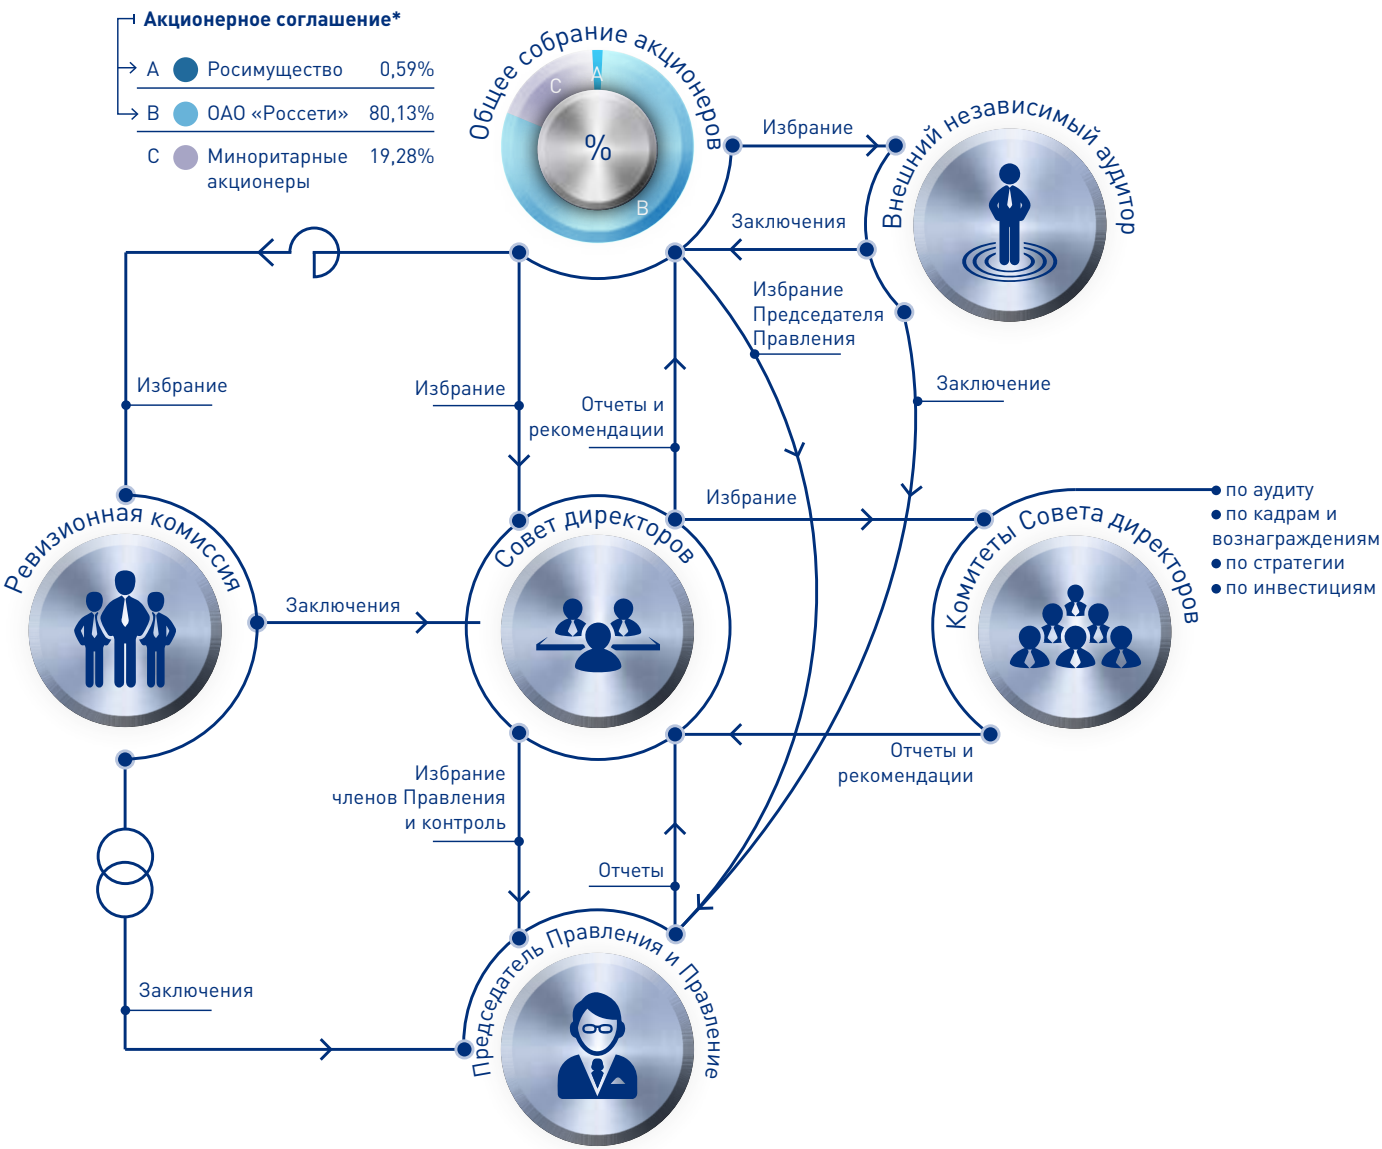 Акционерное соглашение*
A Росимущество 0,59%
B ОАО «Россети» 80,13%
C Миноритарные 19,28%
акционеры
Общее собрание акционеров
A
C
%
B
Избрание
Внешний независимый аудитор
Заключения
Избрание
Председателя
Правления
Избрание
Избрание
Отчеты и
рекомендации
Заключение
Избрание
по аудиту
по кадрам и
вознаграждениям
по стратегии
по инвестициям
Ревизионная комиссия
Совет директоров
Комитеты Совета директоров
Заключения
Отчеты и
рекомендации
Избрание
членов Правления
и контроль
Отчеты
Председатель Правления и Правление
Заключения